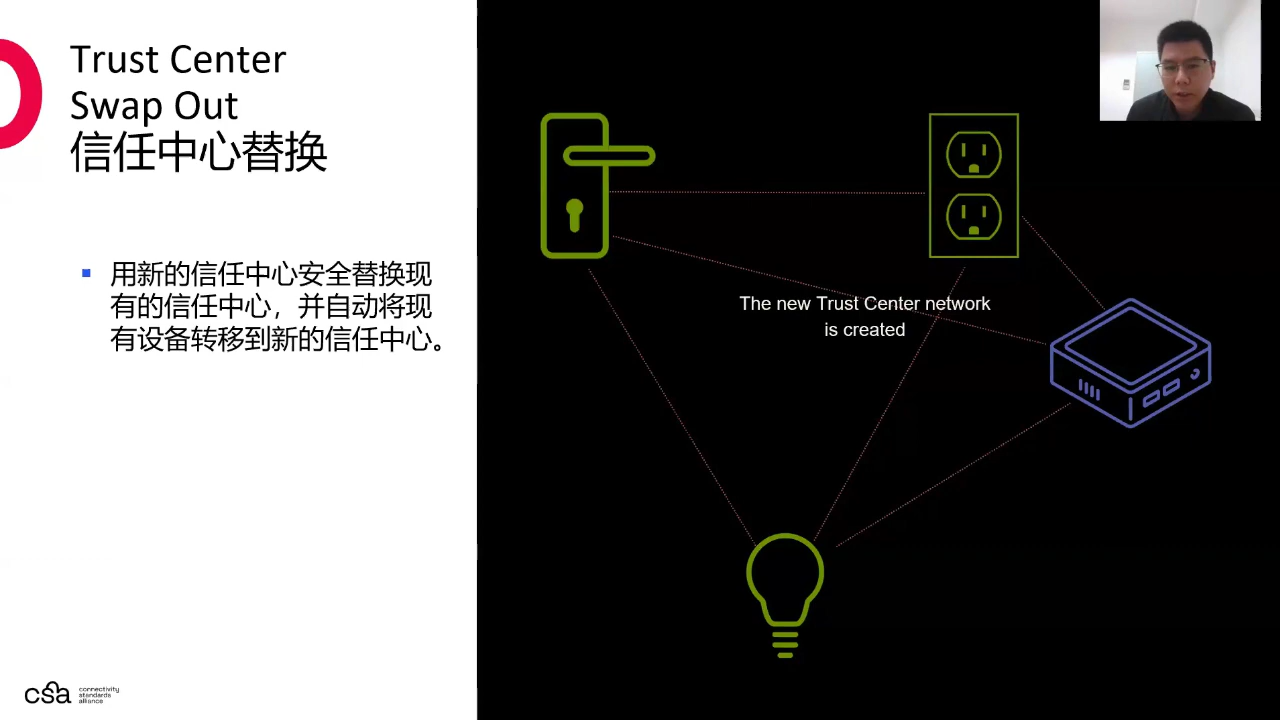 Trust Center
Swap Out
信任中心替换
用新的信任中心安全替换现
有的信任中心，并自动将现
有设备转移到新的信任中心。
The new Trust Center network
is created
csa
connectivity
standards
alliance